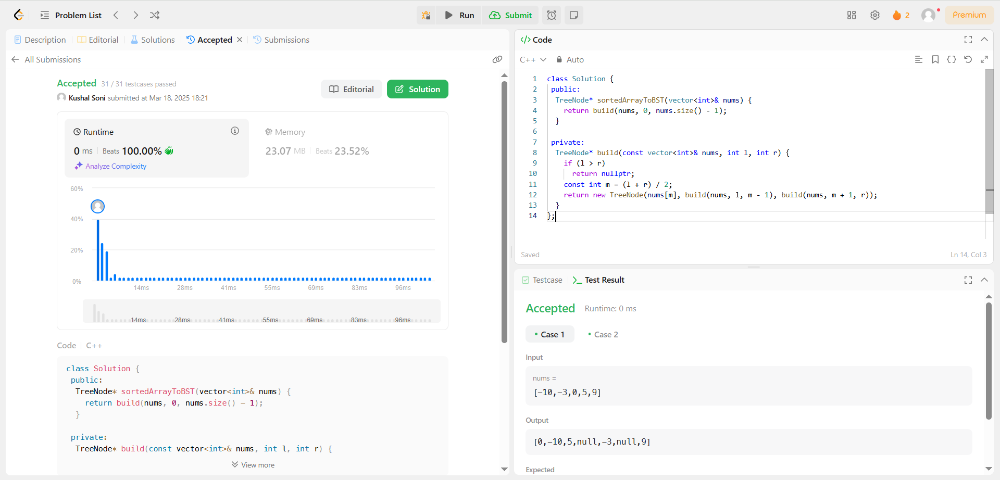 Problem List
Run
Submit
2
Premium
Description
Editorial
Solutions
Accepted
Submissions
All Submissions
Accepted 31 / 31 testcases passed
Kushal Soni submitted at Mar 18, 2025 18:21
Editorial
Solution
Runtime
0 ms Beats 100.00%
Analyze Complexity
Memory
23.07 MB Beats 23.52%
60%
40%
20%
0%
14ms 28ms 41ms 55ms 69ms 83ms 96ms
14ms 28ms 41ms 55ms 69ms 83ms 96ms
Code C++
class Solution {
public:
TreeNode* sortedArrayToBST(vector<int>& nums) {
return build(nums, 0, nums.size() - 1);
}
private:
TreeNode* build(const vector<int>& nums, int l, int r) {
View more
</> Code
C++ Auto
1 class Solution {
2 public:
3 TreeNode* sortedArrayToBST(vector<int>& nums) {
4 return build(nums, 0, nums.size() - 1);
5 }
6
7 private:
8 TreeNode* build(const vector<int>& nums, int l, int r) {
9 if (l > r)
10 return nullptr;
11 const int m = (l + r) / 2;
12 return new TreeNode(nums[m], build(nums, l, m - 1), build(nums, m + 1, r));
13 }
14 };
Saved
Ln 14, Col 3
Testcase
Test Result
Accepted Runtime: 0 ms
Case 1
Case 2
Input
nums =
[-10,-3,0,5,9]
Output
[0,-10,5,null,-3,null,9]
Expected